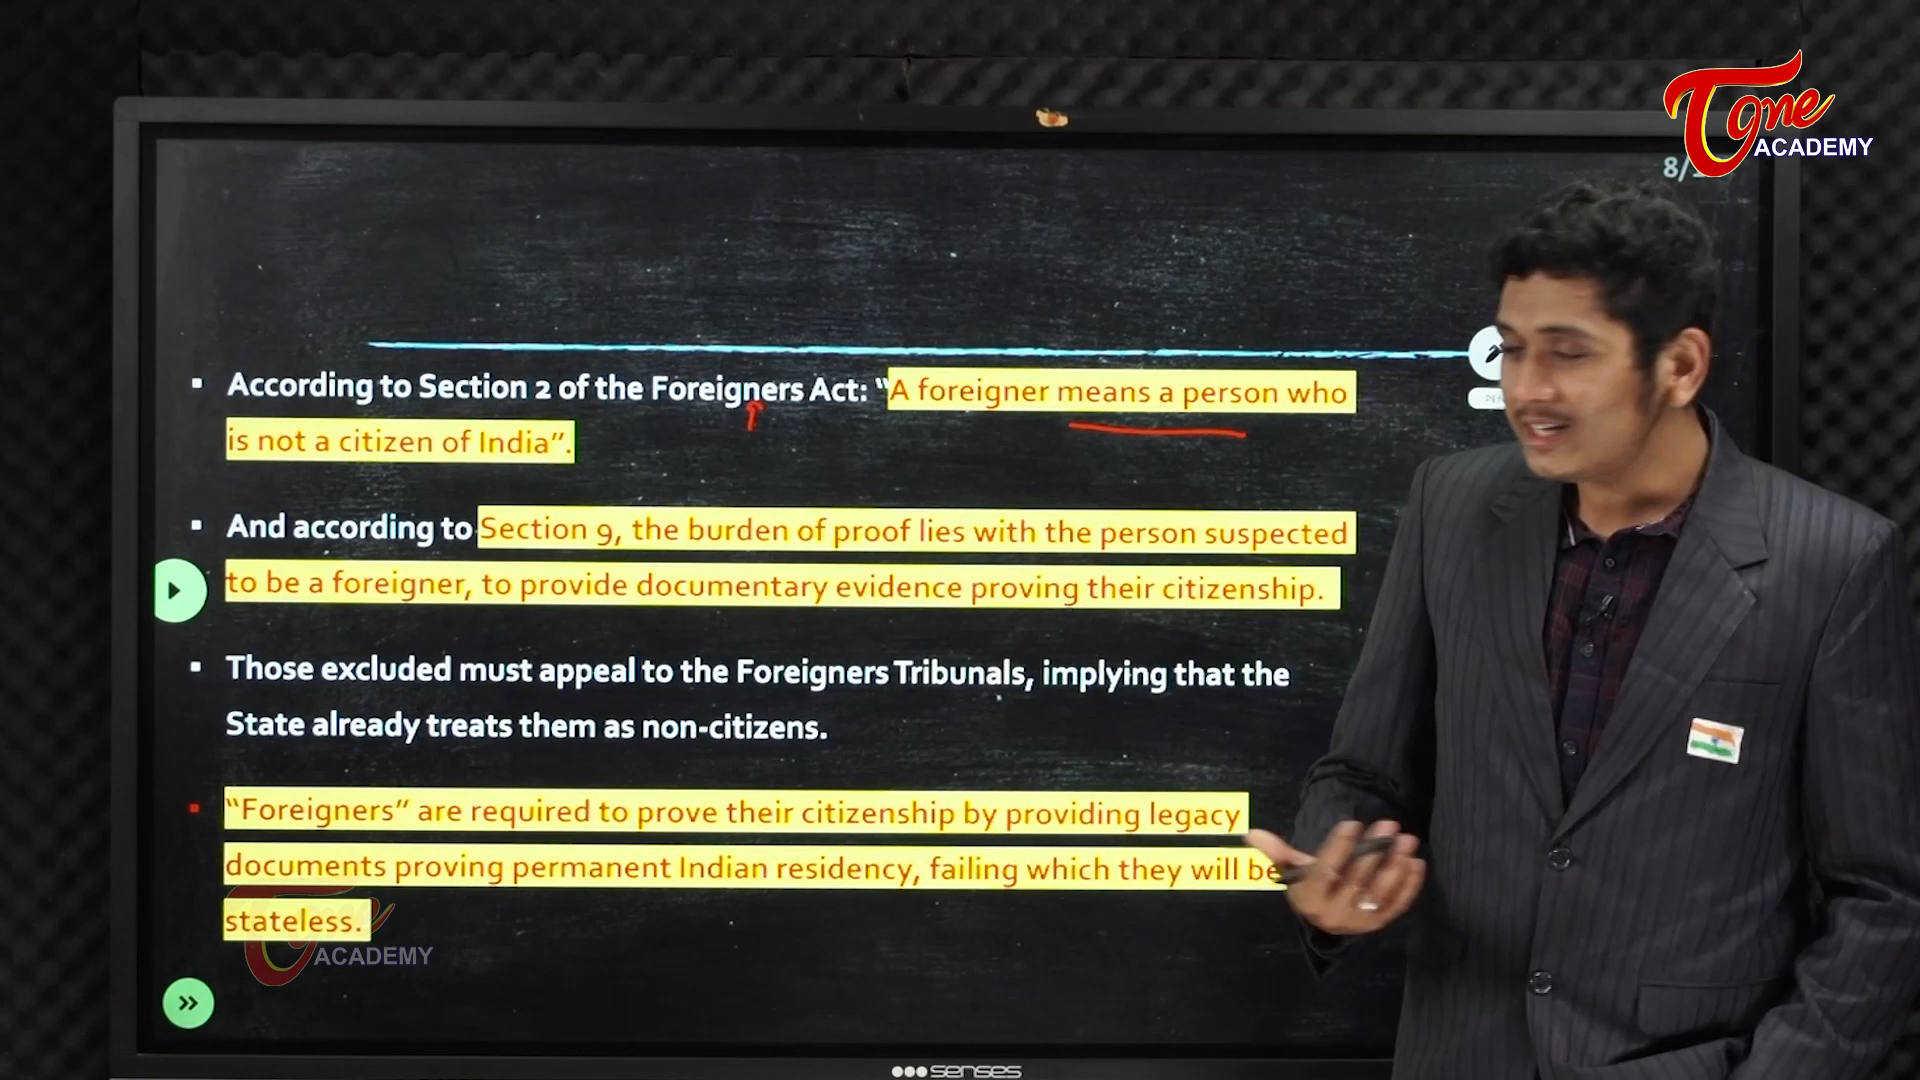 Tone
ACADEMY
8/
According to Section 2 of the Foreigners Act: “A foreigner means a person who
is not a citizen of India”.
PEN
And according to Section 9, the burden of proof lies with the person suspected
to be a foreigner, to provide documentary evidence proving their citizenship.
Those excluded must appeal to the Foreigners Tribunals, implying that the
State already treats them as non-citizens.
“Foreigners” are required to prove their citizenship by providing legacy
documents proving permanent Indian residency, failing which they will be
stateless.
ACADEMY
senses